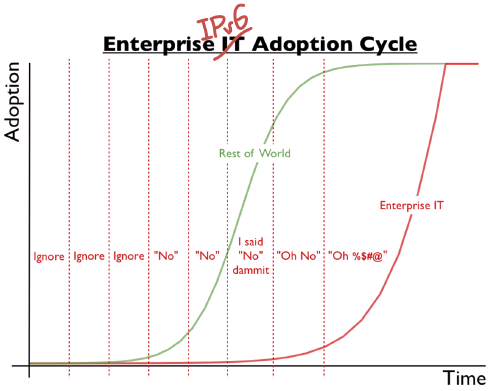 IPv6
Enterprise IT Adoption Cycle
Adoption
Rest of World
Enterprise IT
Ignore
Ignore
Ignore
"No"
"No"
I said
"No"
dammit
"Oh No"
"Oh %$#@"
Time